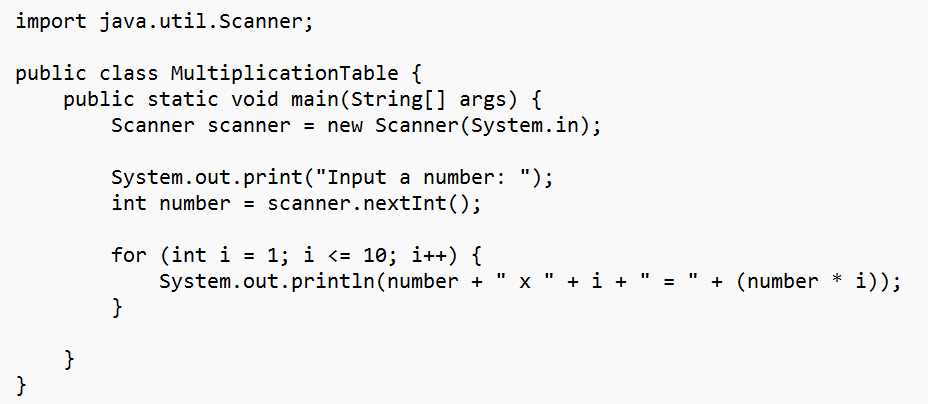 import java.util.Scanner;
public class MultiplicationTable {
    public static void main(String[] args) {
        Scanner scanner = new Scanner(System.in);
        System.out.print("Input a number: ");
        int number = scanner.nextInt();
        for (int i = 1; i <= 10; i++) {
            System.out.println(number + " x " + i + " = " + (number * i));
        }
    }
}